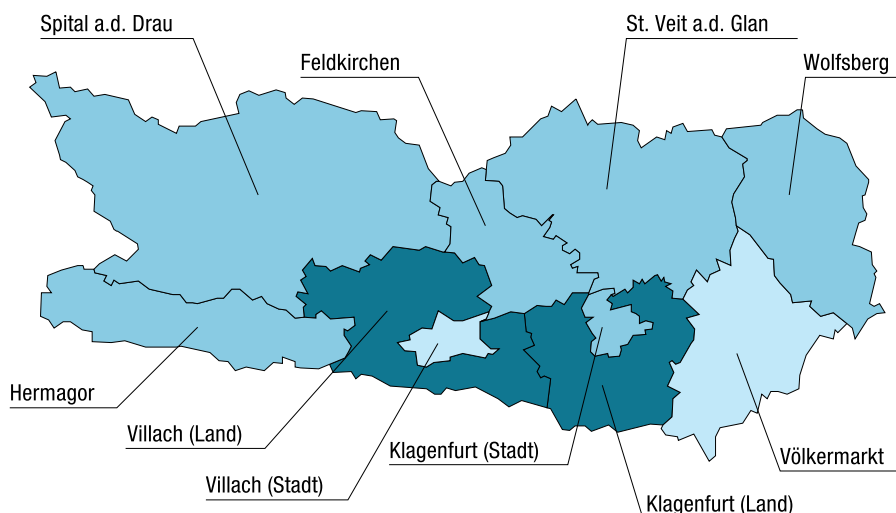 Spital a.d. Drau
St. Veit a.d. Glan
Feldkirchen
Wolfsberg
Hermagor
Villach (Land)
Klagenfurt (Stadt)
Völkermarkt
Villach (Stadt)
Klagenfurt (Land)